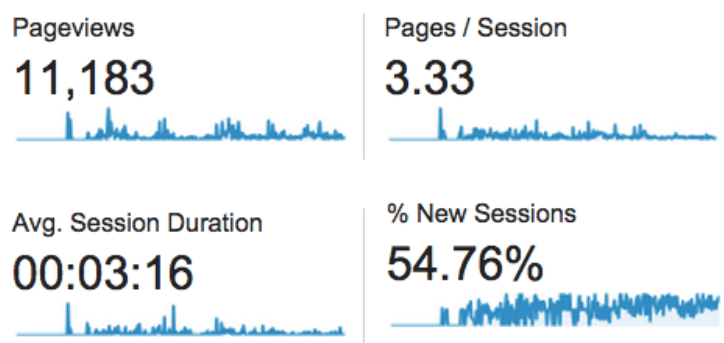 Pageviews
11,183
Pages / Session
3.33
Avg. Session Duration
00:03:16
% New Sessions
54.76%